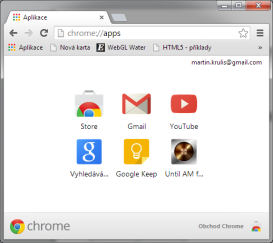 Aplikace
chrome://apps
Aplikace Nová karta WebGL Water HTML5 - příklady
martin.krulis@gmail.com
Store Gmail YouTube
Vyhledává... Google Keep Until AM f...
chrome Obchod Chrome